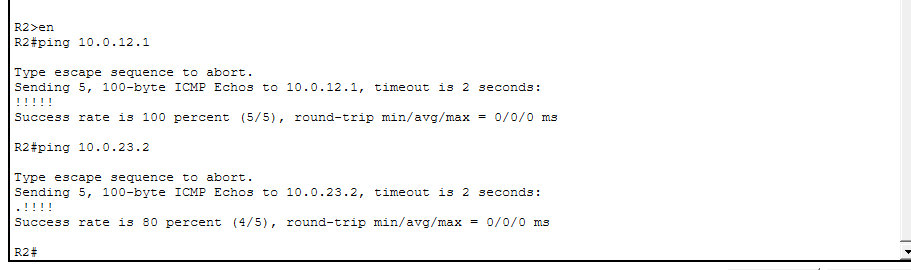 R2>en
R2#ping 10.0.12.1
Type escape sequence to abort.
Sending 5, 100-byte ICMP Echos to 10.0.12.1, timeout is 2 seconds:
!!!!!
Success rate is 100 percent (5/5), round-trip min/avg/max = 0/0/0 ms
R2#ping 10.0.23.2
Type escape sequence to abort.
Sending 5, 100-byte ICMP Echos to 10.0.23.2, timeout is 2 seconds:
.!!!!
Success rate is 80 percent (4/5), round-trip min/avg/max = 0/0/0 ms
R2#